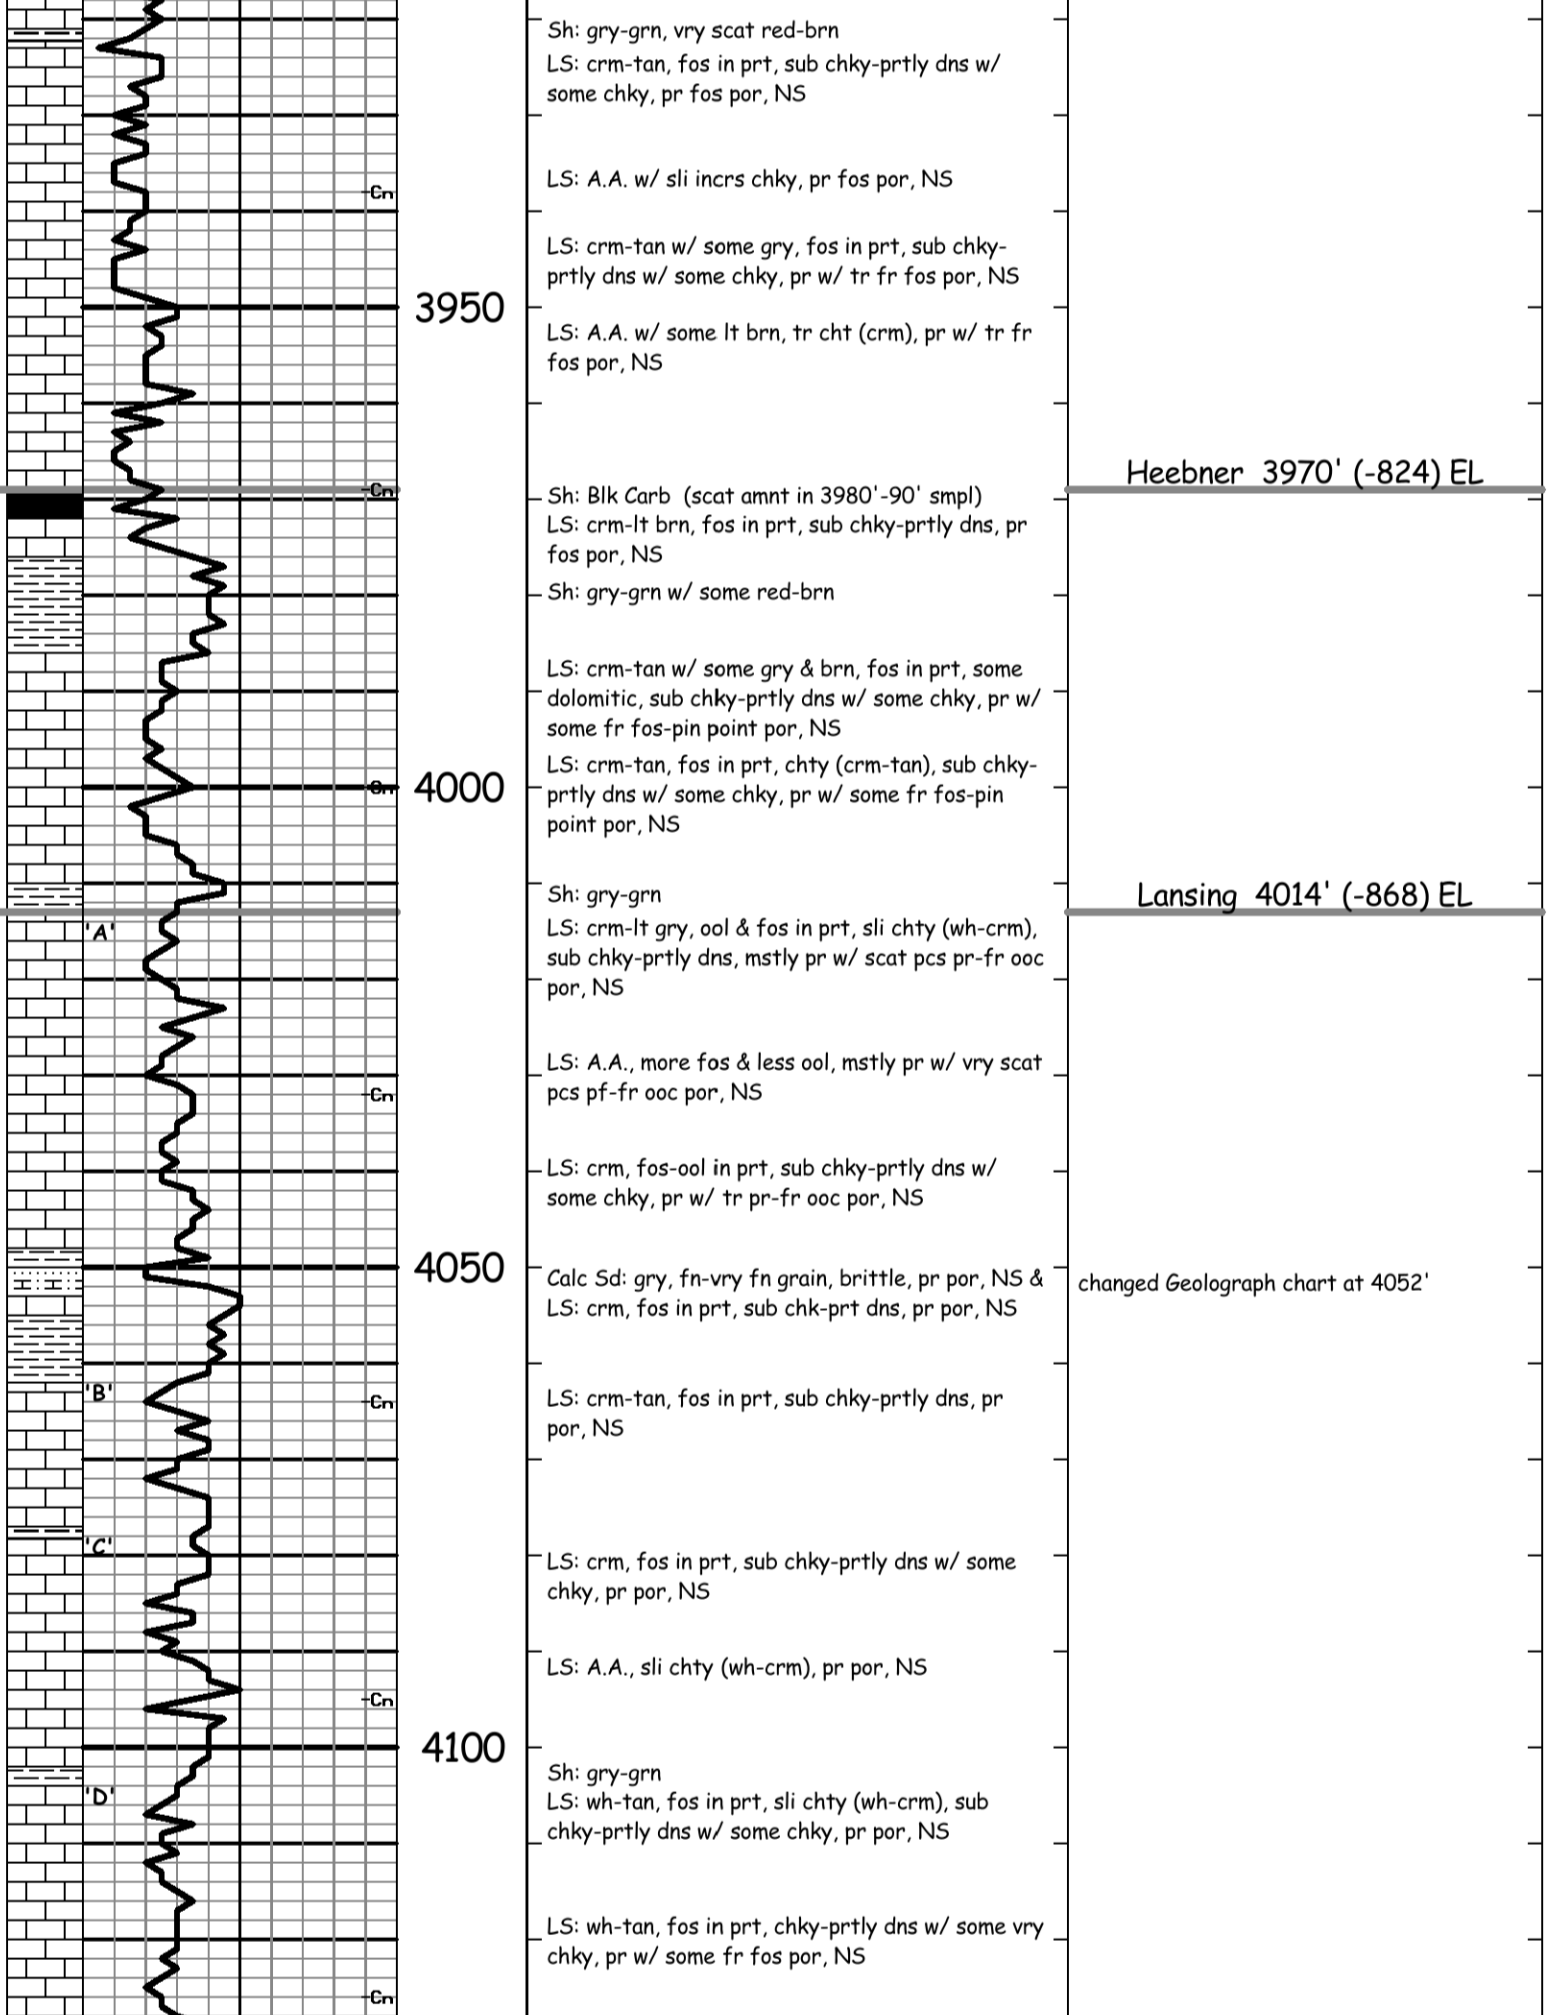 Sh: gry-grn, vry scat red-brn
LS: crm-tan, fos in prt, sub chky-prtly dns w/
some chky, pr fos por, NS
Cn
LS: A.A. w/ sli incrs chky, pr fos por, NS
LS: crm-tan w/ some gry, fos in prt, sub chky-
prtly dns w/ some chky, pr w/ tr fr fos por, NS
3950
LS: A.A. w/ some lt brn, tr cht (crm), pr w/ tr fr
fos por, NS
Heebner 3970' (-824) EL
Cn
Sh: Blk Carb (scat amnt in 3980'-90' smpl)
LS: crm-lt brn, fos in prt, sub chky-prtly dns, pr
fos por, NS
Sh: gry-grn w/ some red-brn
LS: crm-tan w/ some gry & brn, fos in prt, some
dolomitic, sub chky-prtly dns w/ some chky, pr w/
some fr fos-pin point por, NS
Cn
4000
LS: crm-tan, fos in prt, chty (crm-tan), sub chky-
prtly dns w/ some chky, pr w/ some fr fos-pin
point por, NS
Sh: gry-grn
Lansing 4014' (-868) EL
'A'
LS: crm-lt gry, ool & fos in prt, sli chty (wh-crm),
sub chky-prtly dns, mstly pr w/ scat pcs pr-fr ooc
por, NS
LS: A.A., more fos & less ool, mstly pr w/ vry scat
pcs pf-fr ooc por, NS
Cn
LS: crm, fos-ool in prt, sub chky-prtly dns w/
some chky, pr w/ tr pr-fr ooc por, NS
4050
Calc Sd: gry, fn-vry fn grain, brittle, pr por, NS &
LS: crm, fos in prt, sub chk-prt dns, pr por, NS
changed Geolograph chart at 4052'
'B'
Cn
LS: crm-tan, fos in prt, sub chky-prtly dns, pr
por, NS
'C'
LS: crm, fos in prt, sub chky-prtly dns w/ some
chky, pr por, NS
LS: A.A., sli chty (wh-crm), pr por, NS
Cn
4100
Sh: gry-grn
'D'
LS: wh-tan, fos in prt, sli chty (wh-crm), sub
chky-prtly dns w/ some chky, pr por, NS
LS: wh-tan, fos in prt, chky-prtly dns w/ some vry
chky, pr w/ some fr fos por, NS
Cn